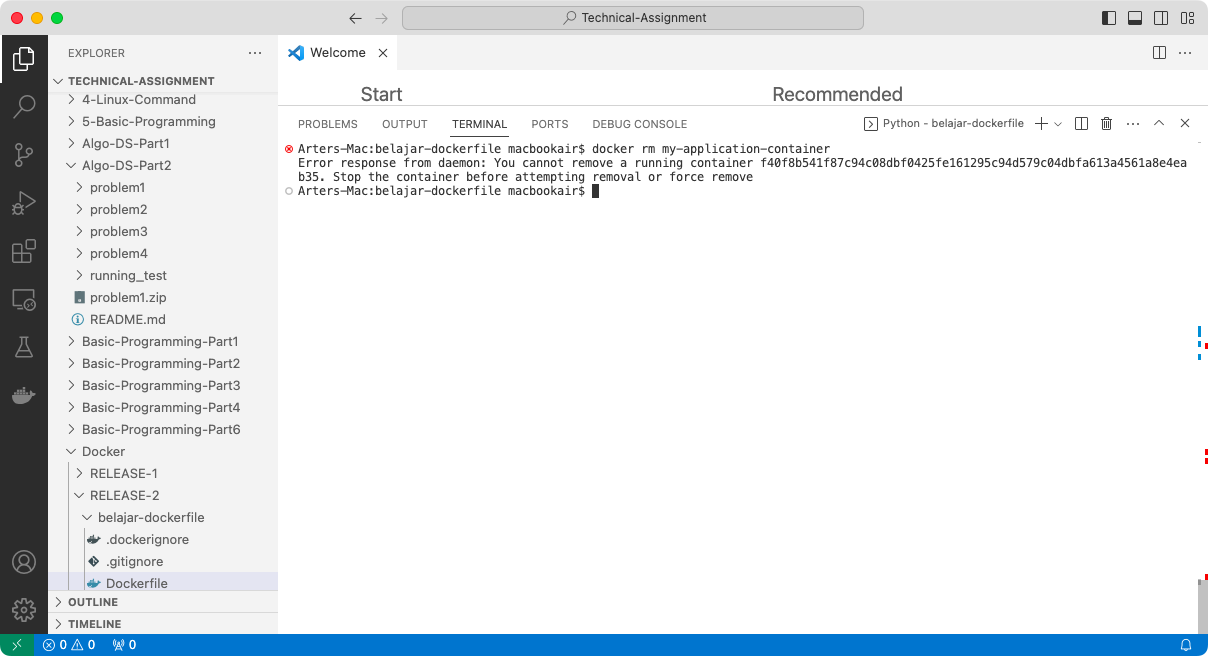 Technical-Assignment
EXPLORER
Welcome
TECHNICAL-ASSIGNMENT
4-Linux-Command
5-Basic-Programming
Algo-DS-Part1
Algo-DS-Part2
problem1
problem2
problem3
problem4
running_test
problem1.zip
README.md
Basic-Programming-Part1
Basic-Programming-Part2
Basic-Programming-Part3
Basic-Programming-Part4
Basic-Programming-Part6
Docker
RELEASE-1
RELEASE-2
belajar-dockerfile
.dockerignore
.gitignore
Dockerfile
OUTLINE
TIMELINE
Start
Recommended
PROBLEMS OUTPUT TERMINAL PORTS DEBUG CONSOLE Python - belajar-dockerfile
Arters-Mac:belajar-dockerfile macbookair$ docker rm my-application-container
Error response from daemon: You cannot remove a running container f40f8b541f87c94c08dbf0425fe161295c94d579c04dbfa613a4561a8e4ea
b35. Stop the container before attempting removal or force remove
Arters-Mac:belajar-dockerfile macbookair$
0 0 0